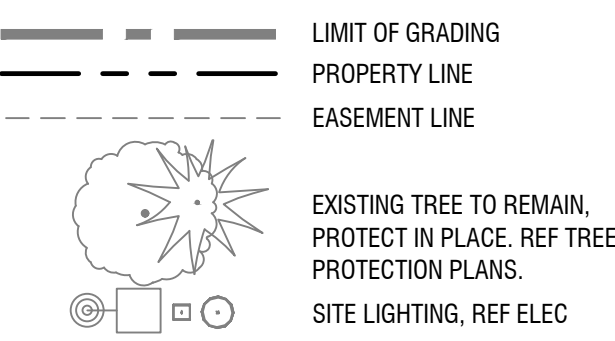 LIMIT OF GRADING
PROPERTY LINE
EASEMENT LINE
EXISTING TREE TO REMAIN,
PROTECT IN PLACE. REF TREE
PROTECTION PLANS.
SITE LIGHTING, REF ELEC